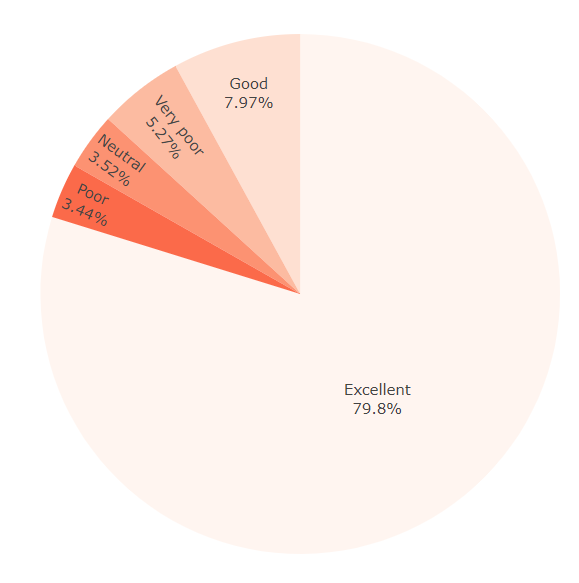 Good
7.97%
Very poor
5.27%
Neutral
3.52%
Poor
3.44%
Excellent
79.8%